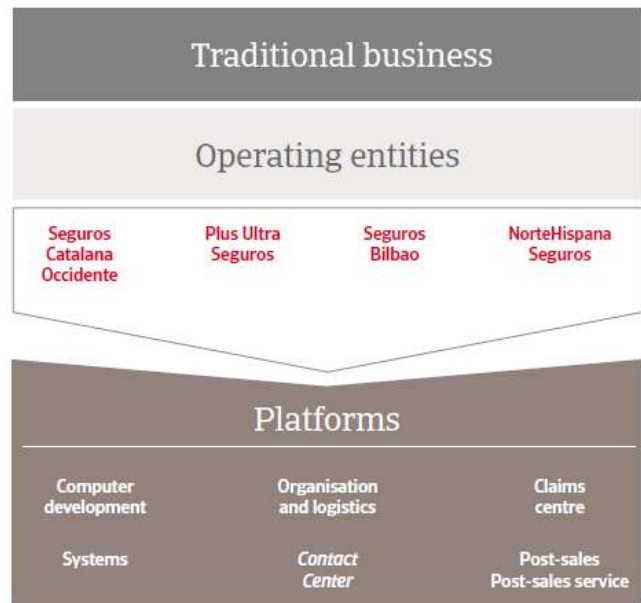 Traditional business
Operating entities
Seguros
Catalana
Occidente
Plus Ultra
Seguros
Seguros
Bilbao
NorteHispana
Seguros
Platforms
Computer
development
Organisation
and logistics
Claims
centre
Systems
Contact
Center
Post-sales
Post-sales service